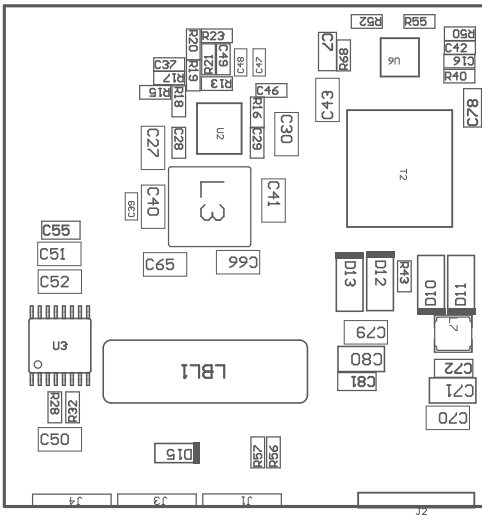 R52
R55
R20
R23
C7
R68
U6
R50
C42
C16
R40
C37
R21
C49
C48
C47
R17
R19
R13
R15
R18
C46
C43
C78
R16
U2
C30
C27
C28
C29
T2
L3
C39
C40
C41
C55
C51
C65
C66
C52
D13
D12
R43
D10
D11
U3
L7
C79
LBL1
C80
C72
C81
C71
R28
R32
C70
C50
D15
R57
R56
J4
J3
J1
J2